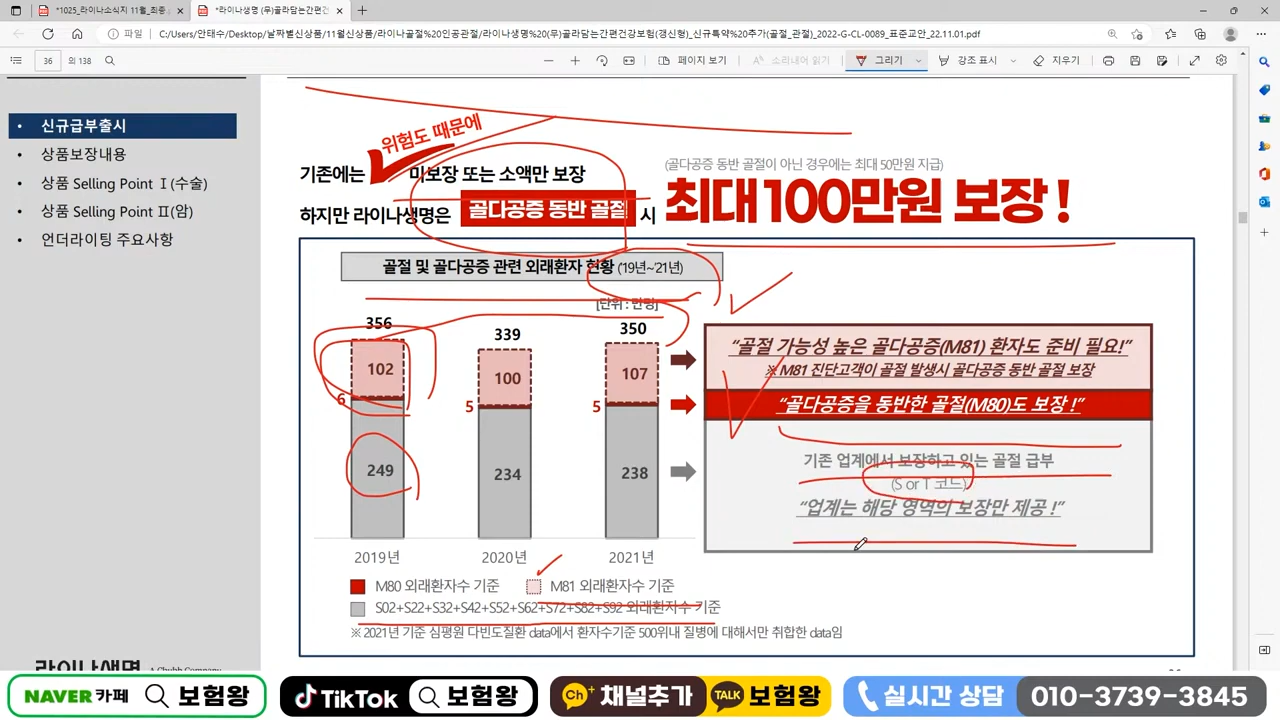 *1025_라이나소식지 11월_최종
*라이나생명 (무)골라담는간편건
파일
C:/Users/안태수/Desktop/날짜별신상품/11월신상품/라이나골절%20인공관절/라이나생명%20(무)골라담는간편건강보험(갱신형)_신규특약%20추가(골절_관절)_2022-G-CL-0089_표준교안_22.11.01.pdf
36 의 138
페이지 보기
소리내어 읽기
그리기
강조 표시
지우기
신규급부출시
상품보장내용
상품 Selling Point Ⅰ(수술)
상품 Selling Point Ⅱ(암)
언더라이팅 주요사항
위험도 때문에
기존에는 미보장 또는 소액만 보장
하지만 라이나생명은 골다공증 동반 골절 시
(골다공증 동반 골절이 아닌 경우에는 최대 50만원 지급)
최대 100만원 보장 !
골절 및 골다공증 관련 외래환자 현황 ('19년~21년)
[단위 : 만명]
356 339 350
102 100 107
6 5 5
249 234 238
2019년 2020년 2021년
“골절 가능성 높은 골다공증(M81) 환자도 준비 필요!”
※ M81 진단고객이 골절 발생시 골다공증 동반 골절 보장
“골다공증을 동반한 골절(M80)도 보장 !”
기존 업계에서 보장하고 있는 골절 급부
(S or T 코드)
“업계는 해당 영역의 보장만 제공 !”
M80 외래환자수 기준 M81 외래환자수 기준
S02+S22+S32+S42+S52+S62+S72+S82+S92 외래환자수 기준
※ 2021년 기준 심평원 다빈도질환 data에서 환자수기준 500위내 질병에 대해서만 취합한 data임
라이나생명 A Chubb Company
NAVER 카페 보험왕
TikTok 보험왕
Ch+ 채널추가 TALK 보험왕
실시간 상담 010-3739-3845